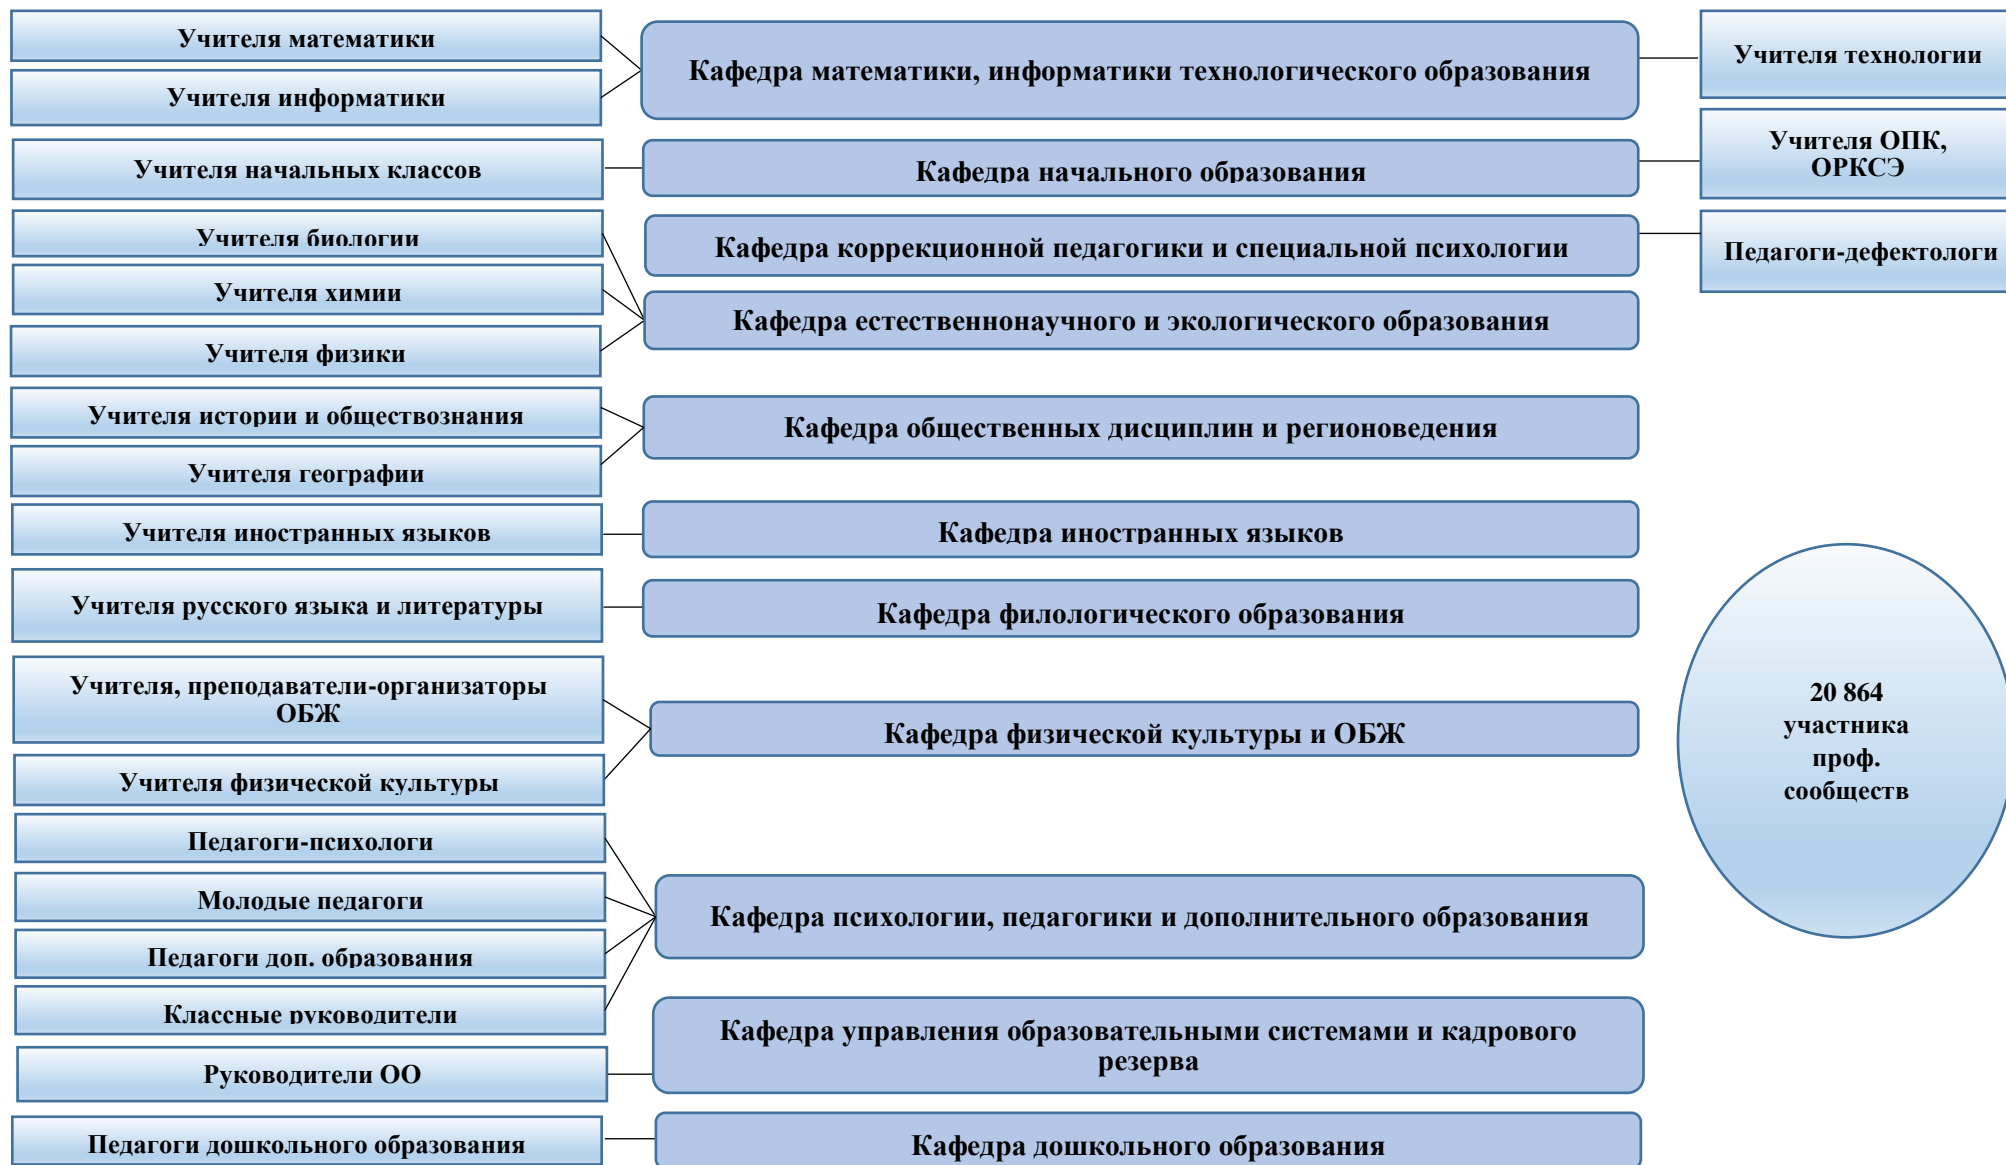 Учителя математики
Учителя информатики
Кафедра математики, информатики технологического образования
Учителя технологии
Учителя начальных классов
Кафедра начального образования
Учителя ОПК,
ОРКСЭ
Учителя биологии
Кафедра коррекционной педагогики и специальной психологии
Педагоги-дефектологи
Учителя химии
Учителя физики
Кафедра естественнонаучного и экологического образования
Учителя истории и обществознания
Учителя географии
Кафедра общественных дисциплин и регионоведения
Учителя иностранных языков
Кафедра иностранных языков
Учителя русского языка и литературы
Кафедра филологического образования
Учителя, преподаватели-организаторы
ОБЖ
Учителя физической культуры
Кафедра физической культуры и ОБЖ
20 864
участника
проф.
сообществ
Педагоги-психологи
Молодые педагоги
Педагоги доп. образования
Классные руководители
Кафедра психологии, педагогики и дополнительного образования
Руководители ОО
Кафедра управления образовательными системами и кадрового
резерва
Педагоги дошкольного образования
Кафедра дошкольного образования